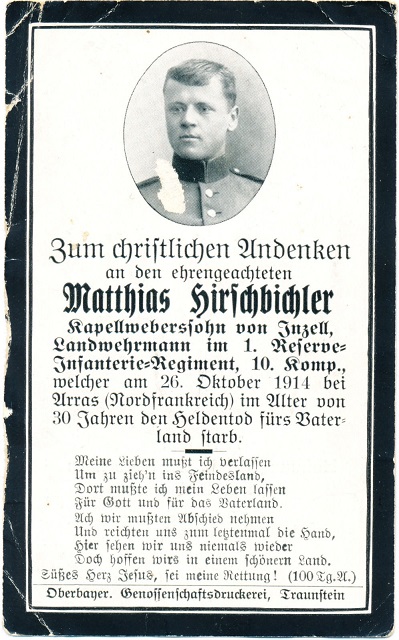 Zum christlichen Andenken
an den ehrengeachteten
Matthias Hirschbichler
Kapellweberssohn von Inzell,
Landwehrmann im 1. Reserve-
Infanterie-Regiment, 10. Komp.,
welcher am 26. Oktober 1914 bei
Arras (Nordfrankreich) im Alter von
30 Jahren den Heldentod fürs Vater-
land starb.
Meine Lieben mußt ich verlassen
Um zu zieh'n ins Feindesland,
Dort mußte ich mein Leben lassen
Für Gott und für das Vaterland.
Ach wir mußten Abschied nehmen
Und reichten uns zum letztenmal die Hand,
Hier sehen wir uns niemals wieder
Doch hoffen wirs in einem schönern Land.
Süßes Herz Jesus, sei meine Rettung! (100 Tg.A.)
Oberbayer. Genossenschaftsdruckerei, Traunstein